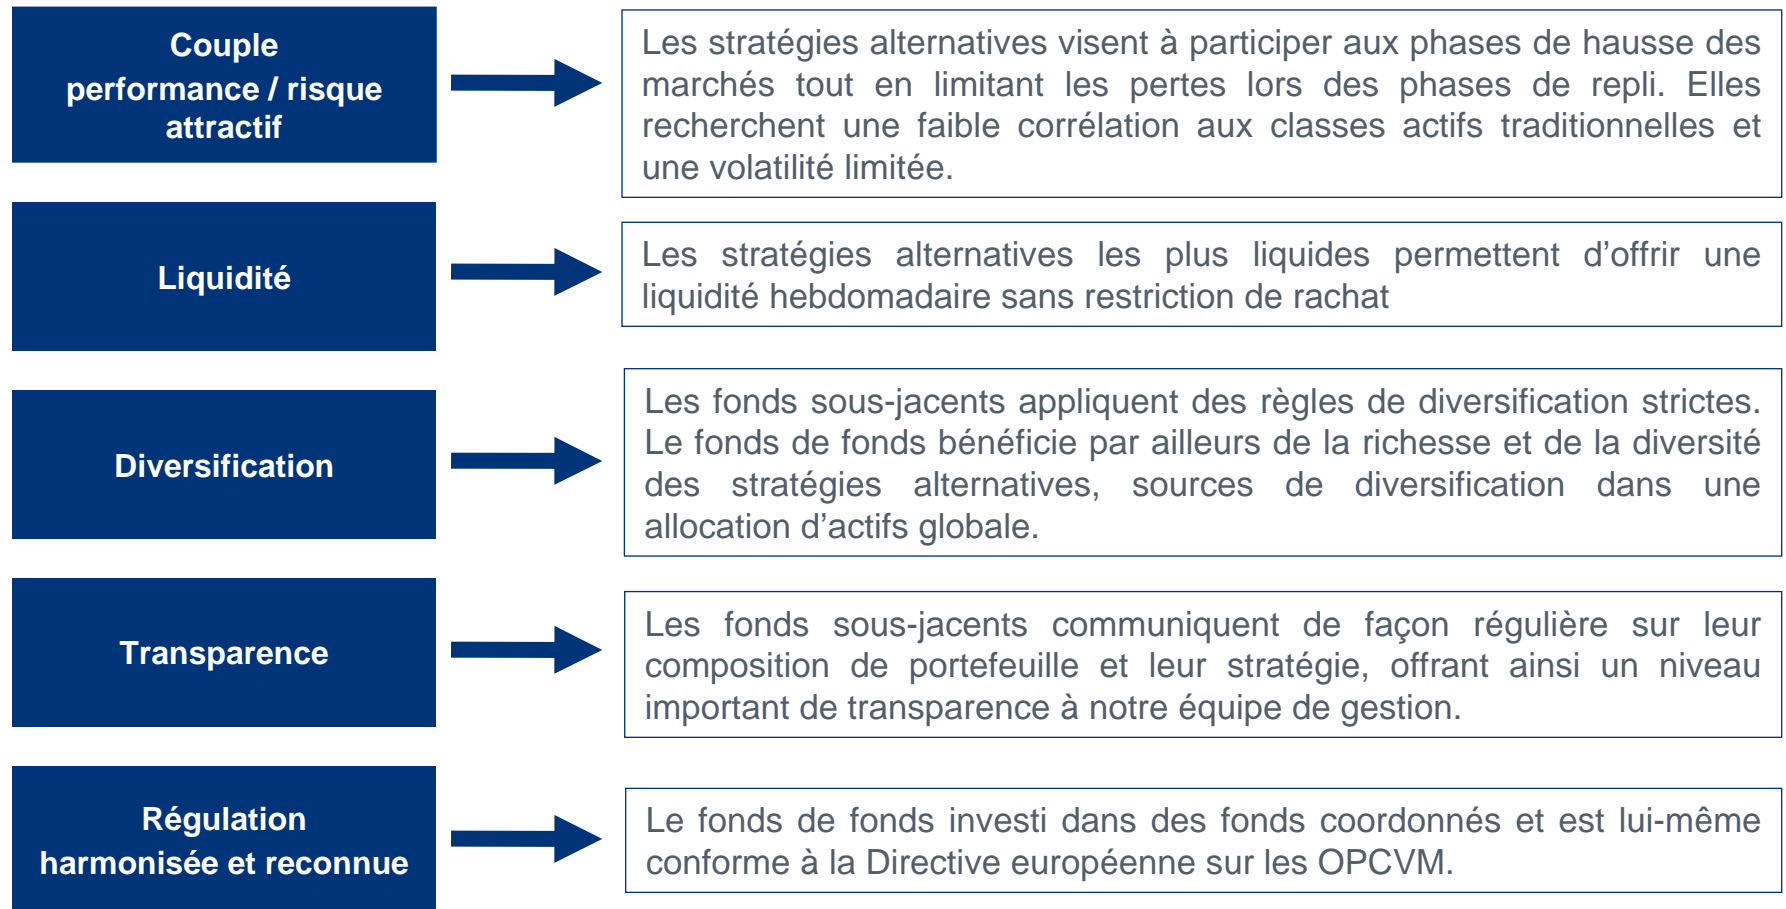 Couple
performance / risque
attractif
Les stratégies alternatives visent à participer aux phases de hausse des
marchés tout en limitant les pertes lors des phases de repli. Elles
recherchent une faible corrélation aux classes actifs traditionnelles et
une volatilité limitée.
Liquidité
Les stratégies alternatives les plus liquides permettent d’offrir une
liquidité hebdomadaire sans restriction de rachat
Diversification
Les fonds sous-jacents appliquent des règles de diversification strictes.
Le fonds de fonds bénéficie par ailleurs de la richesse et de la diversité
des stratégies alternatives, sources de diversification dans une
allocation d’actifs globale.
Transparence
Les fonds sous-jacents communiquent de façon régulière sur leur
composition de portefeuille et leur stratégie, offrant ainsi un niveau
important de transparence à notre équipe de gestion.
Régulation
harmonisée et reconnue
Le fonds de fonds investi dans des fonds coordonnés et est lui-même
conforme à la Directive européenne sur les OPCVM.